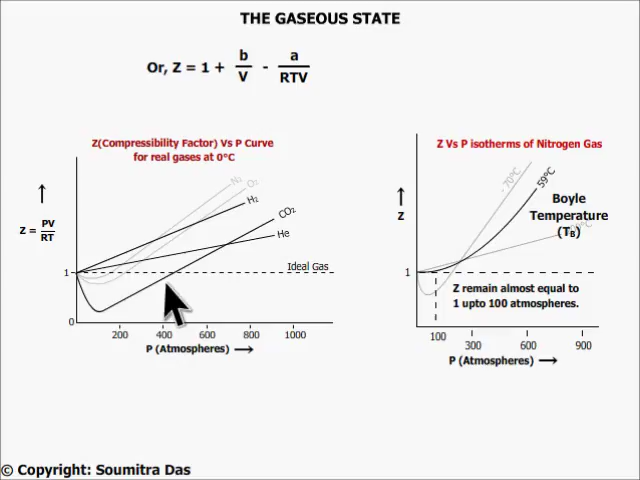 THE GASEOUS STATE
Or, Z = 1 + b/V - a/RTV
Z(Compressibility Factor) Vs P Curve
for real gases at 0°C
N₂
O₂
H₂
CO₂
He
Z = PV/RT
1
Ideal Gas
0
200 400 600 800 1000
P (Atmospheres)
Z Vs P isotherms of Nitrogen Gas
- 70°C
59°C
Boyle
Temperature
(Tʙ)
Z
1
Z remain almost equal to
1 upto 100 atmospheres.
100
300 600 900
P (Atmospheres)
© Copyright: Soumitra Das